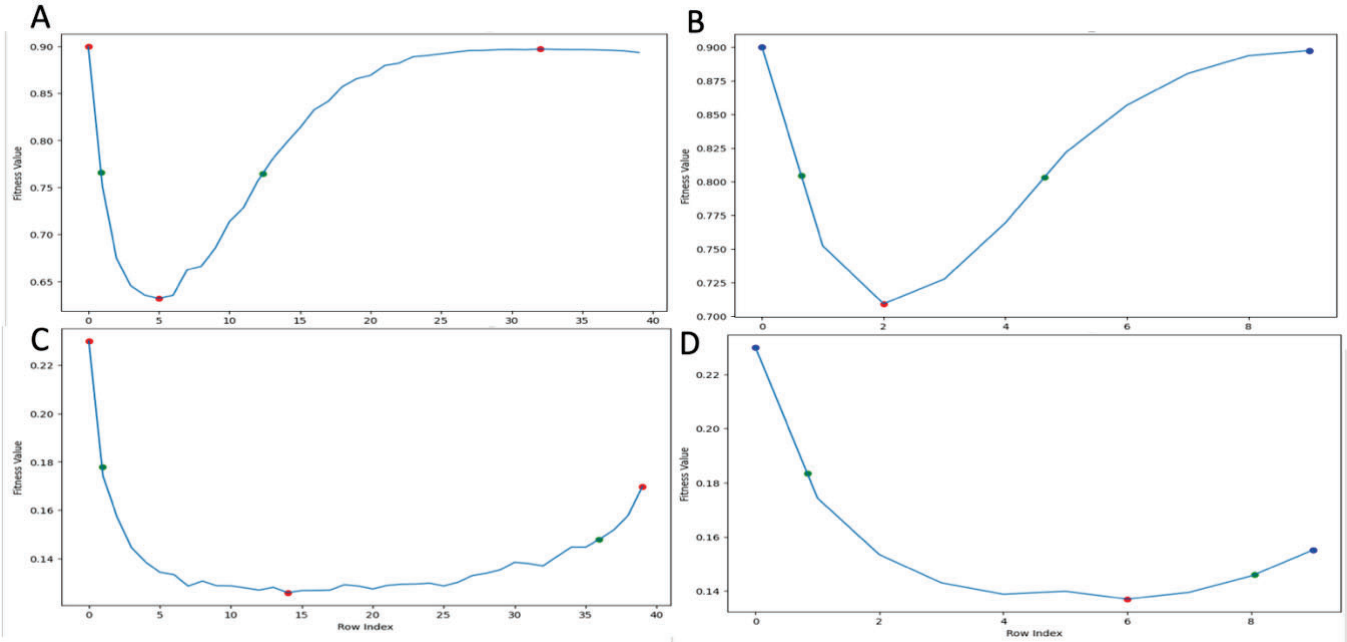 A
0.90
0.85
0.80
0.75
0.70
0.65
Fitness Value
0 5 10 15 20 25 30 35 40
B
0.900
0.875
0.850
0.825
0.800
0.775
0.750
0.725
0.700
Fitness Value
0 2 4 6 8
C
0.22
0.20
0.18
0.16
0.14
Fitness Value
0 5 10 15 20 25 30 35 40
Row Index
D
0.22
0.20
0.18
0.16
0.14
Fitness Value
0 2 4 6 8
Row Index